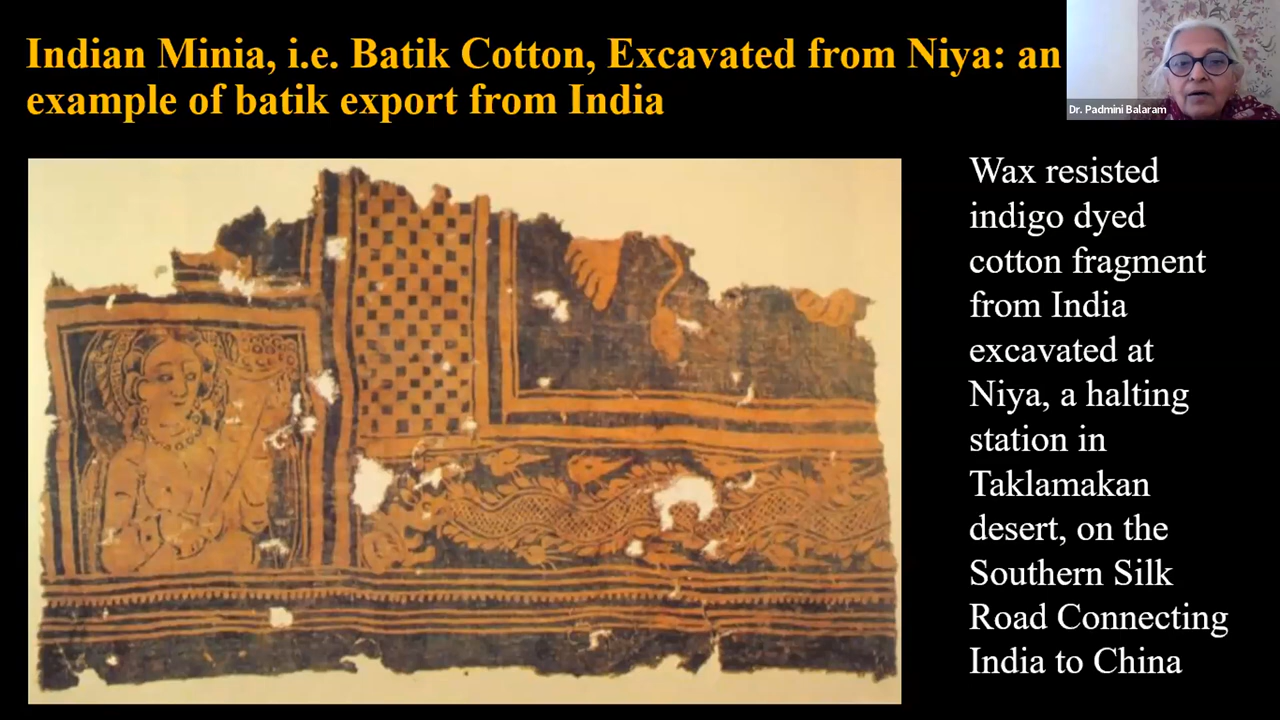 Indian Minia, i.e. Batik Cotton, Excavated from Niya: an
example of batik export from India
Dr. Padmini Balaram
Wax resisted
indigo dyed
cotton fragment
from India
excavated at
Niya, a halting
station in
Taklamakan
desert, on the
Southern Silk
Road Connecting
India to China